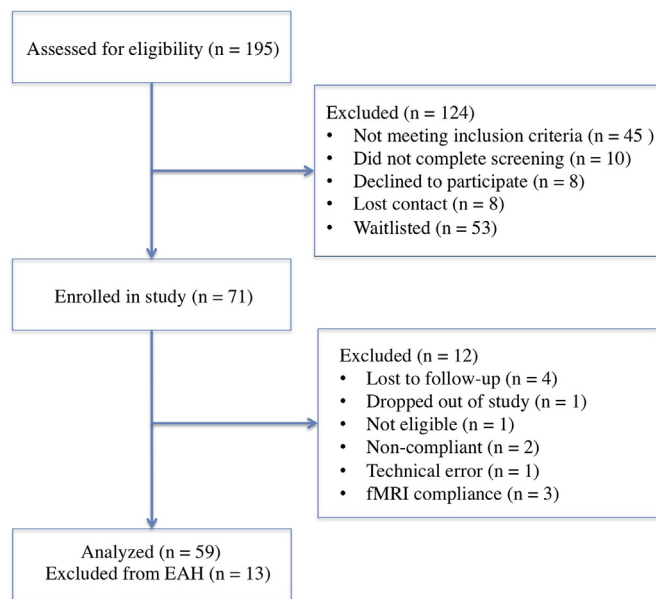 Assessed for eligibility (n = 195)
Excluded (n = 124)
• Not meeting inclusion criteria (n = 45 )
• Did not complete screening (n = 10)
• Declined to participate (n = 8)
• Lost contact (n = 8)
• Waitlisted (n = 53)
Enrolled in study (n = 71)
Excluded (n = 12)
• Lost to follow-up (n = 4)
• Dropped out of study (n = 1)
• Not eligible (n = 1)
• Non-compliant (n = 2)
• Technical error (n = 1)
• fMRI compliance (n = 3)
Analyzed (n = 59)
Excluded from EAH (n = 13)